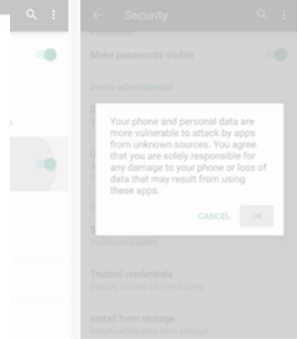 Security
Passwords
Make passwords visible
Device administration
Your phone and personal data are
more vulnerable to attack by apps
from unknown sources. You agree
that you are solely responsible for
any damage to your phone or loss of
data that may result from using
these apps.
CANCEL OK
Hardware-backed
Trusted credentials
Display trusted CA certificates
Install from storage
Install certificates from storage